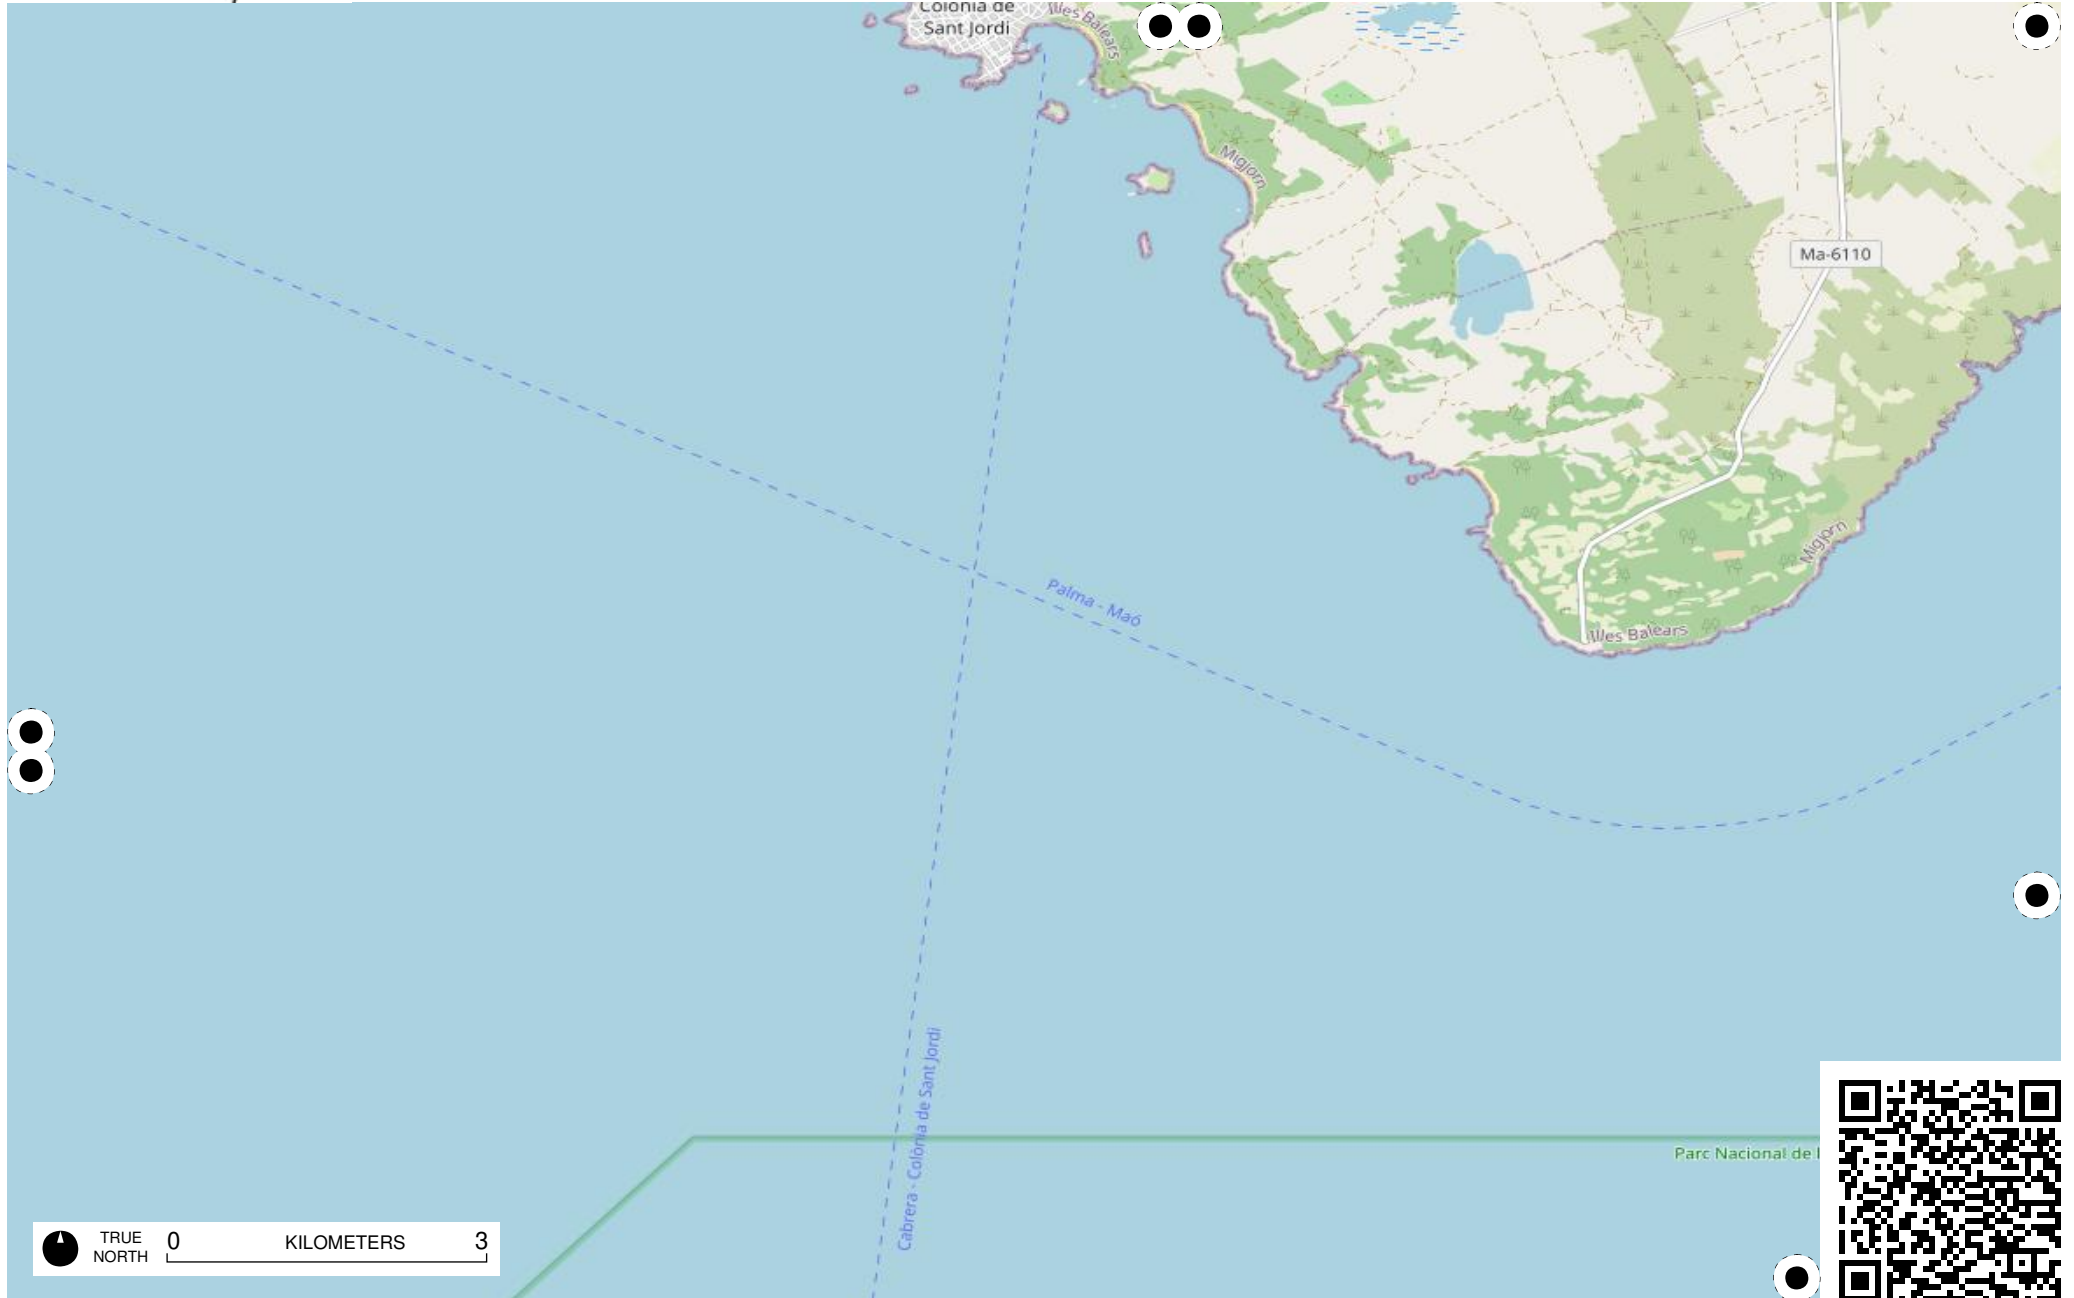 Colònia de
Sant Jordi
Illes Balears
Migjorn
Ma-6110
Migjorn
Illes Balears
Palma - Maó
Cabrera - Colònia de Sant Jordi
Parc Nacional de
TRUE
NORTH
0 KILOMETERS 3